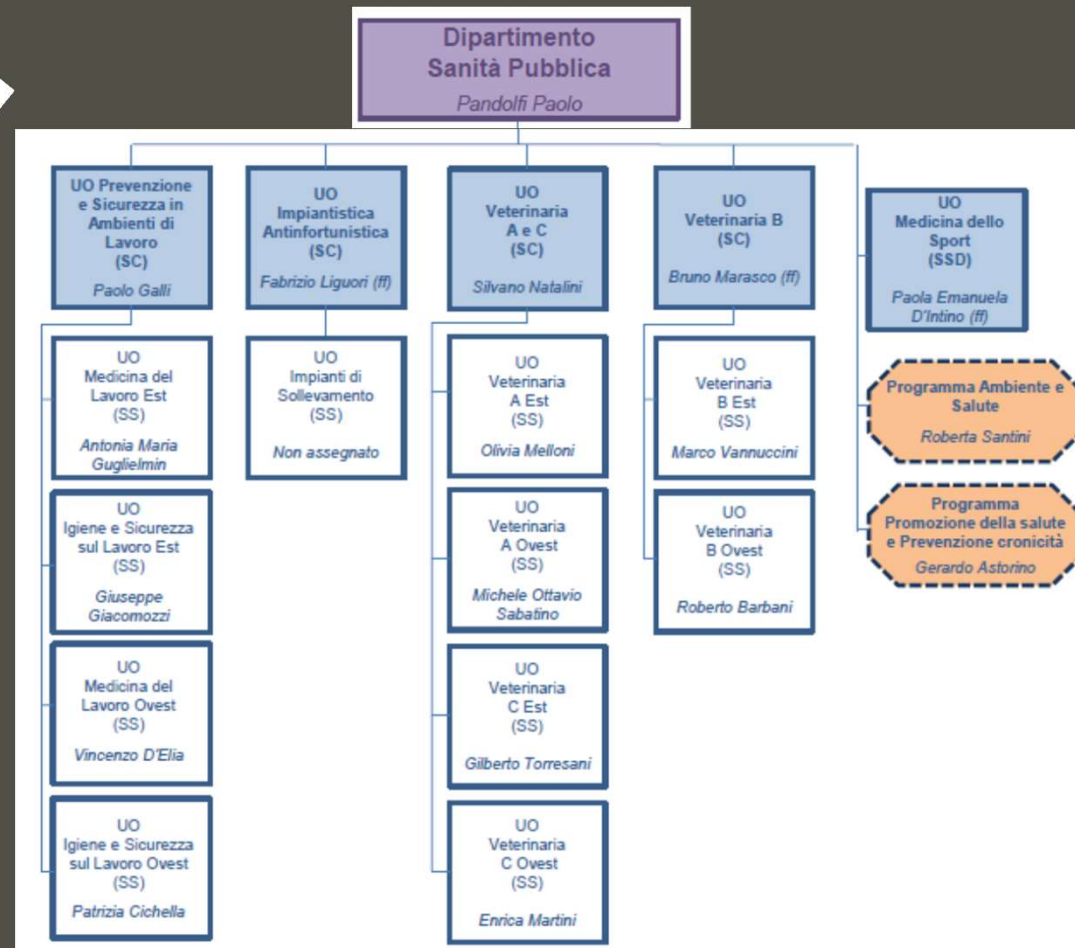 Dipartimento
Sanità Pubblica
Pandolfi Paolo
UO Prevenzione
e Sicurezza in
Ambienti di
Lavoro
(SC)
Paolo Galli
UO
Impiantistica
Antinfortunistica
(SC)
Fabrizio Liguori (ff)
UO
Veterinaria
A e C
(SC)
Silvano Natalini
UO
Veterinaria B
(SC)
Bruno Marasco (ff)
UO
Medicina dello
Sport
(SSD)
Paola Emanuela
D'Intino (ff)
UO
Medicina del
Lavoro Est
(SS)
Antonia Maria
Guglielmin
UO
Impianti di
Sollevamento
(SS)
Non assegnato
UO
Veterinaria
A Est
(SS)
Olivia Melloni
UO
Veterinaria
B Est
(SS)
Marco Vannuccini
Programma Ambiente e
Salute
Roberta Santini
UO
Igiene e Sicurezza
sul Lavoro Est
(SS)
Giuseppe
Giacomozzi
UO
Veterinaria
A Ovest
(SS)
Michele Ottavio
Sabatino
UO
Veterinaria
B Ovest
(SS)
Roberto Barbani
Programma
Promozione della salute
e Prevenzione cronicità
Gerardo Astorino
UO
Medicina del
Lavoro Ovest
(SS)
Vincenzo D'Elia
UO
Veterinaria
C Est
(SS)
Gilberto Torresani
UO
Igiene e Sicurezza
sul Lavoro Ovest
(SS)
Patrizia Cichella
UO
Veterinaria
C Ovest
(SS)
Enrica Martini